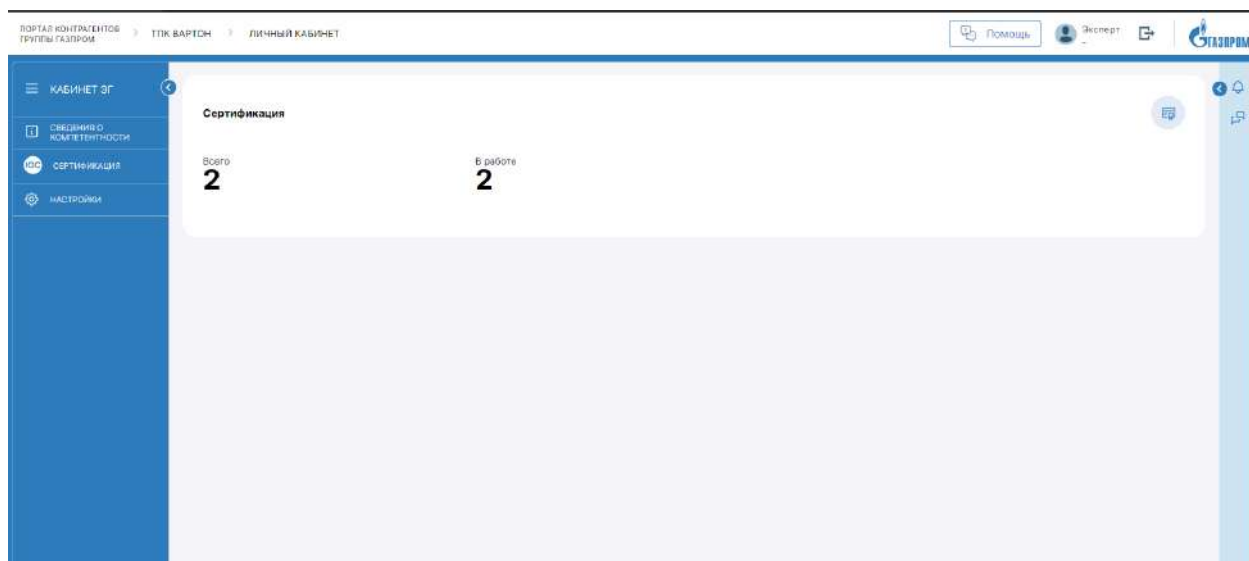 ПОРТАЛ КОНТРАГЕНТОВ
ГРУППЫ ГАЗПРОМ
ТПК ВАРТОН
ЛИЧНЫЙ КАБИНЕТ
Помощь
Эксперт
-
ГАЗПРОМ
КАБИНЕТ ЭГ
СВЕДЕНИЯ О
КОМПЕТЕНТНОСТИ
СЕРТИФИКАЦИЯ
НАСТРОЙКИ
Сертификация
Всего
2
В работе
2